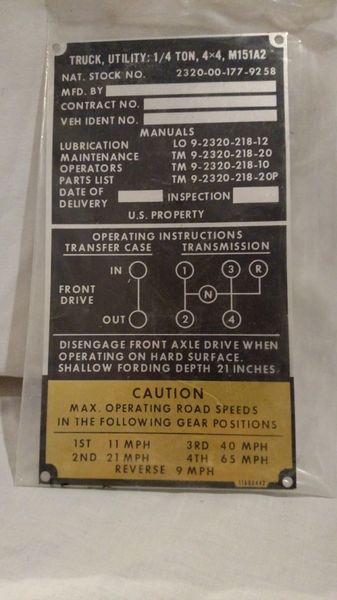 TRUCK, UTILITY: 1/4 TON, 4×4, M151A2
NAT. STOCK NO. 2320-00-177-9258
MFD. BY
CONTRACT NO.
VEH IDENT NO.
MANUALS
LUBRICATION LO 9-2320-218-12
MAINTENANCE TM 9-2320-218-20
OPERATORS TM 9-2320-218-10
PARTS LIST TM 9-2320-218-20P
DATE OF
DELIVERY INSPECTION
U.S. PROPERTY
OPERATING INSTRUCTIONS
TRANSFER CASE TRANSMISSION
IN 1 3 R
FRONT
DRIVE N
OUT 2 4
DISENGAGE FRONT AXLE DRIVE WHEN
OPERATING ON HARD SURFACE.
SHALLOW FORDING DEPTH 21 INCHES
CAUTION
MAX. OPERATING ROAD SPEEDS
IN THE FOLLOWING GEAR POSITIONS
1ST 11 MPH 3RD 40 MPH
2ND 21 MPH 4TH 65 MPH
REVERSE 9 MPH